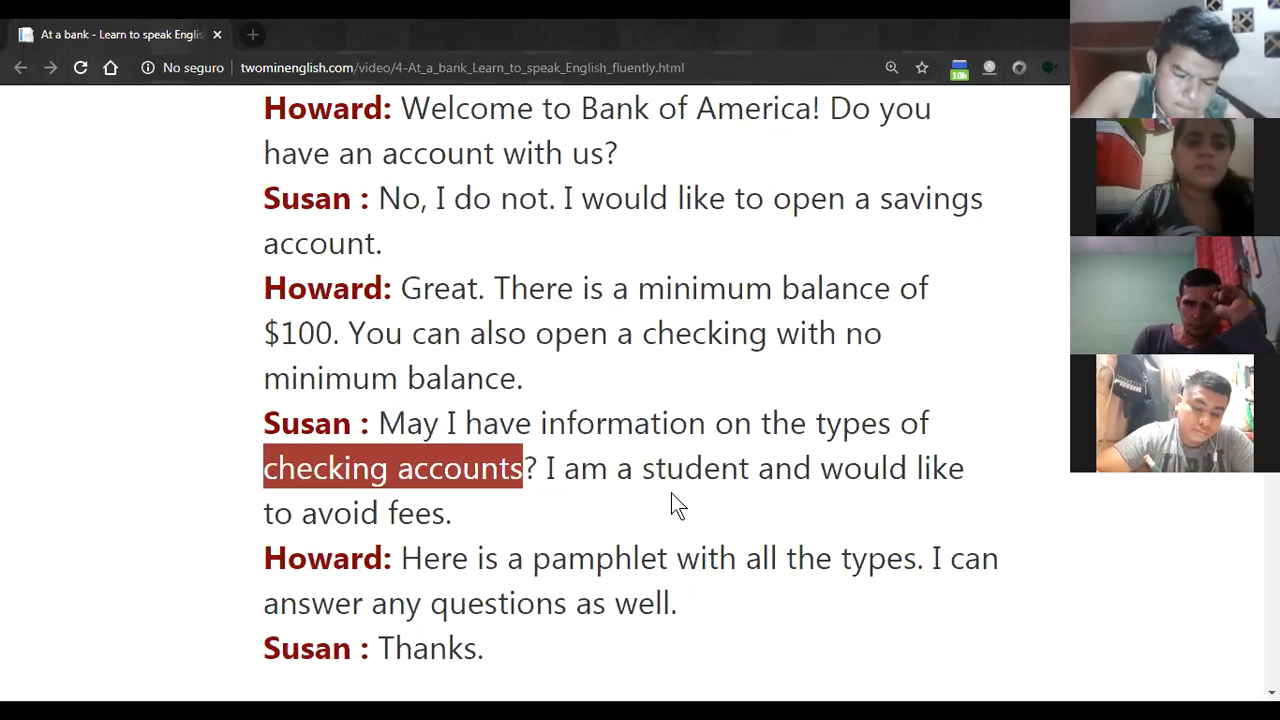 At a bank - Learn to speak Engli
No seguro twominenglish.com/video/4-At_a_bank_Learn_to_speak_English_fluently.html
10h
Howard: Welcome to Bank of America! Do you
have an account with us?
Susan : No, I do not. I would like to open a savings
account.
Howard: Great. There is a minimum balance of
$100. You can also open a checking with no
minimum balance.
Susan : May I have information on the types of
checking accounts? I am a student and would like
to avoid fees.
Howard: Here is a pamphlet with all the types. I can
answer any questions as well.
Susan : Thanks.